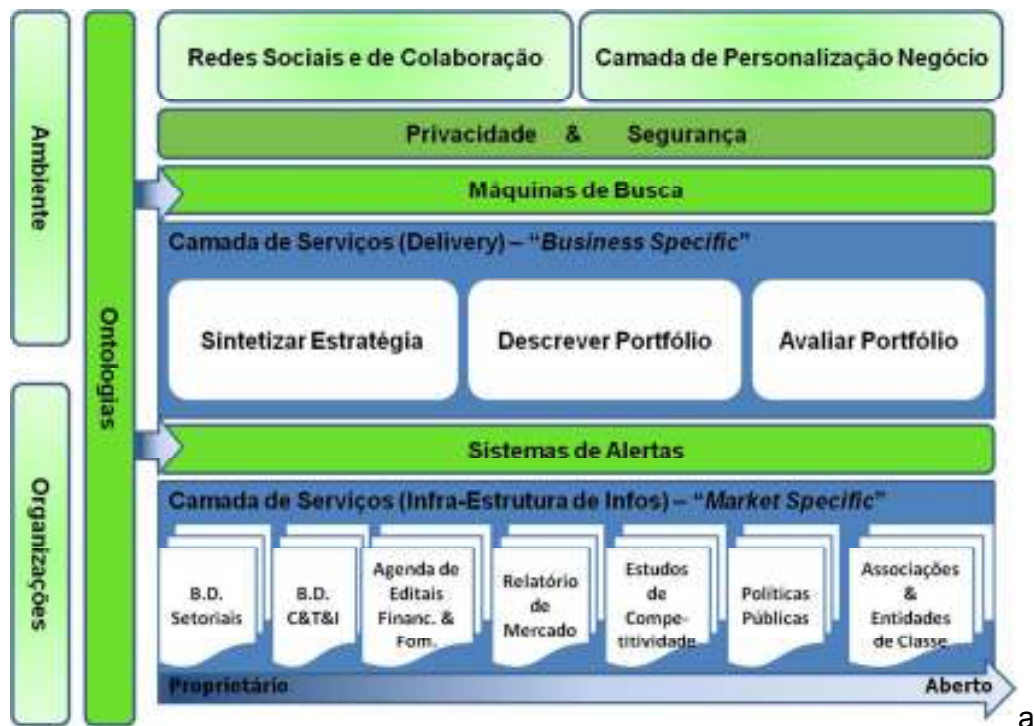 Ambiente
Organizações
Ontologias
Redes Sociais e de Colaboração
Camada de Personalização Negócio
Privacidade & Segurança
Máquinas de Busca
Camada de Serviços (Delivery) – “Business Specific”
Sintetizar Estratégia
Descrever Portfólio
Avaliar Portfólio
Sistemas de Alertas
Camada de Serviços (Infra-Estrutura de Infos) – “Market Specific”
B.D.
Setoriais
B.D.
C&T&I
Agenda de
Editais
Financ. &
Fom.
Relatório
de
Mercado
Estudos
de
Compe-
titividade
Políticas
Públicas
Associações
&
Entidades
de Classe
Proprietário
Aberto
a